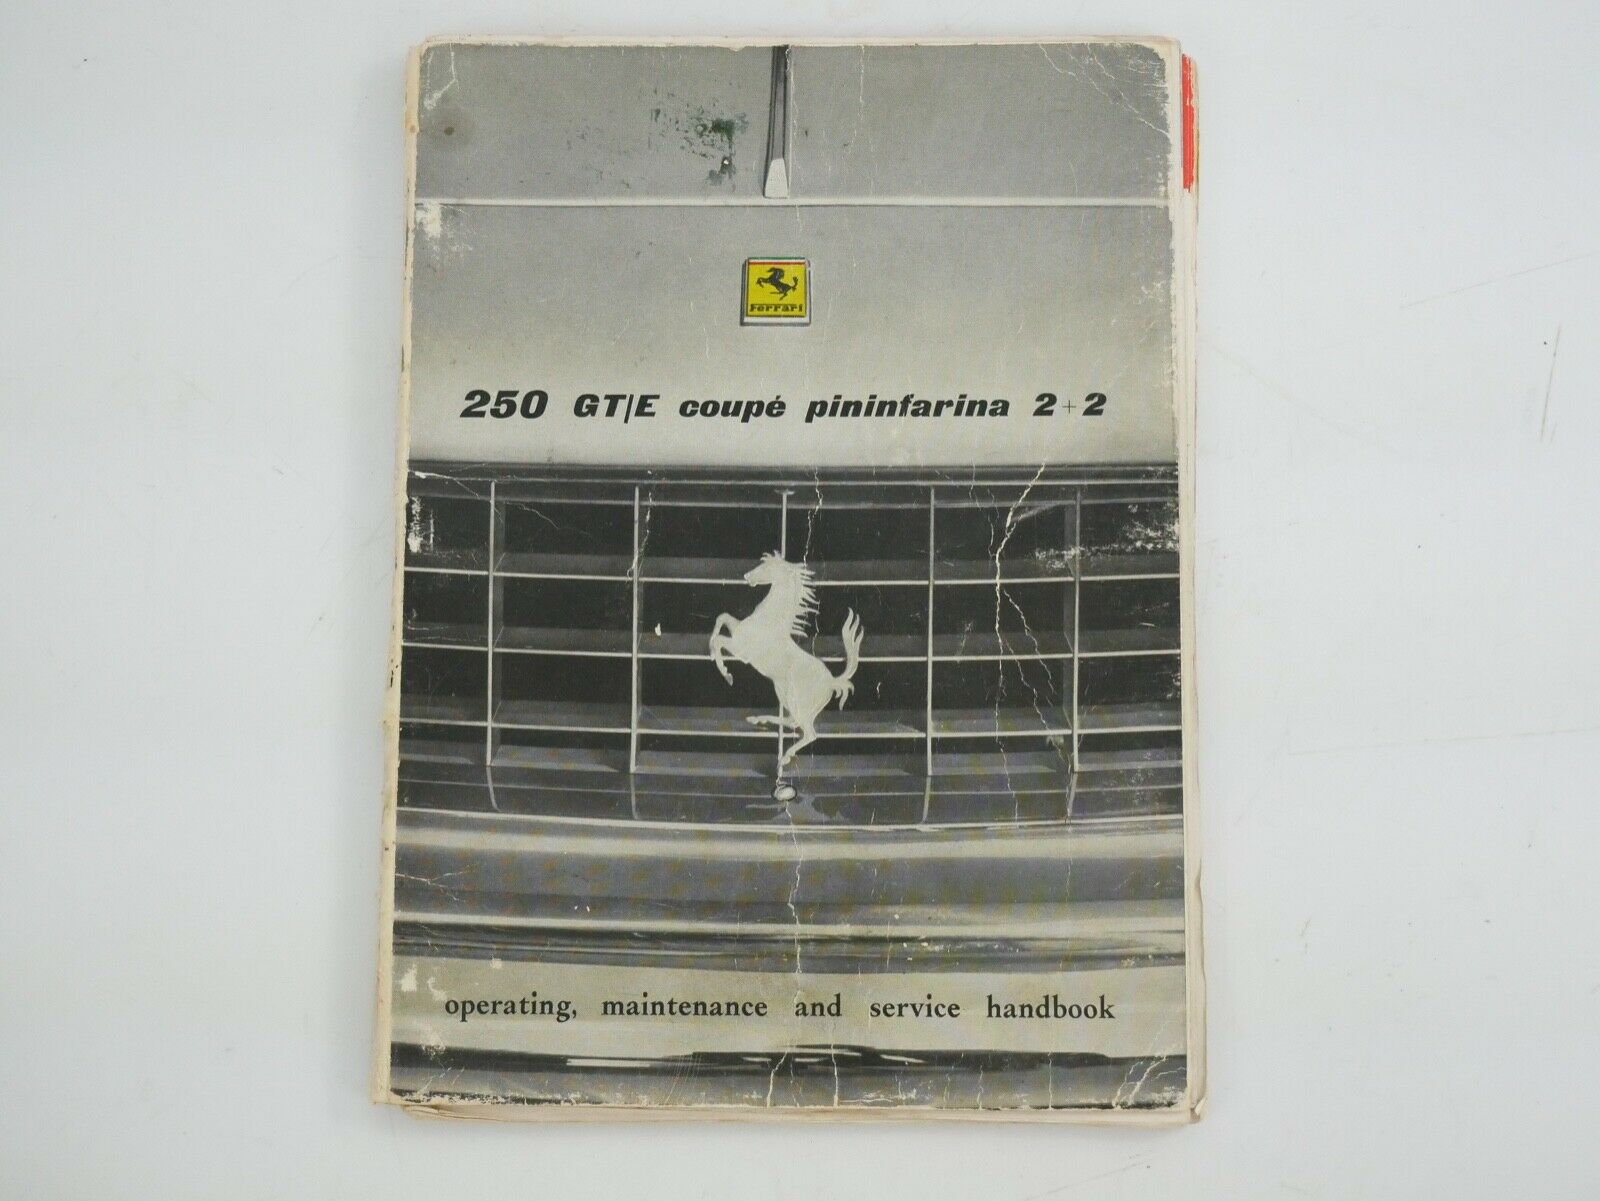 Ferrari
250 GT/E coupé pininfarina 2+2
operating, maintenance and service handbook